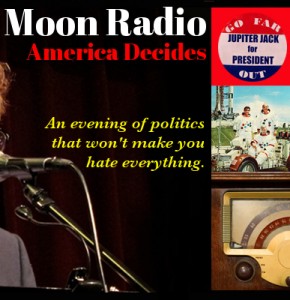 Moon Radio
America Decides
An evening of politics
that won't make you
hate everything.
GO FAR
JUPITER JACK
for
PRESIDENT
OUT